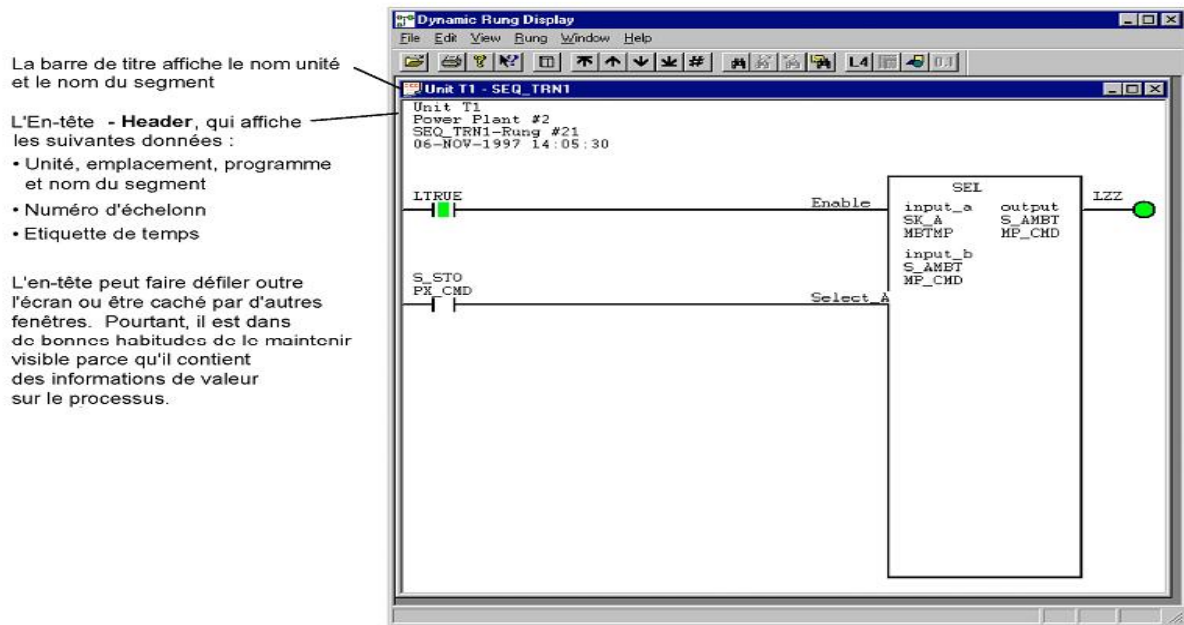 La barre de titre affiche le nom unité
et le nom du segment
L'En-tête - Header, qui affiche
les suivantes données :
• Unité, emplacement, programme
et nom du segment
• Numéro d'échelonn
• Etiquette de temps
L'en-tête peut faire défiler outre
l'écran ou être caché par d'autres
fenêtres. Pourtant, il est dans
de bonnes habitudes de le maintenir
visible parce qu'il contient
des informations de valeur
sur le processus.
Dynamic Rung Display
File Edit View Rung Window Help
L4 0.1
Unit T1 - SEQ_TRN1
Unit T1
Power Plant #2
SEQ_TRN1-Rung #21
06-NOV-1997 14:05:30
LTRUE
Enable
SEL
LZZ
input_a output
SK_A S_AMBT
MBTMP MP_CMD
input_b
S_AMBT
MP_CMD
S_STO
PX_CMD
Select_A